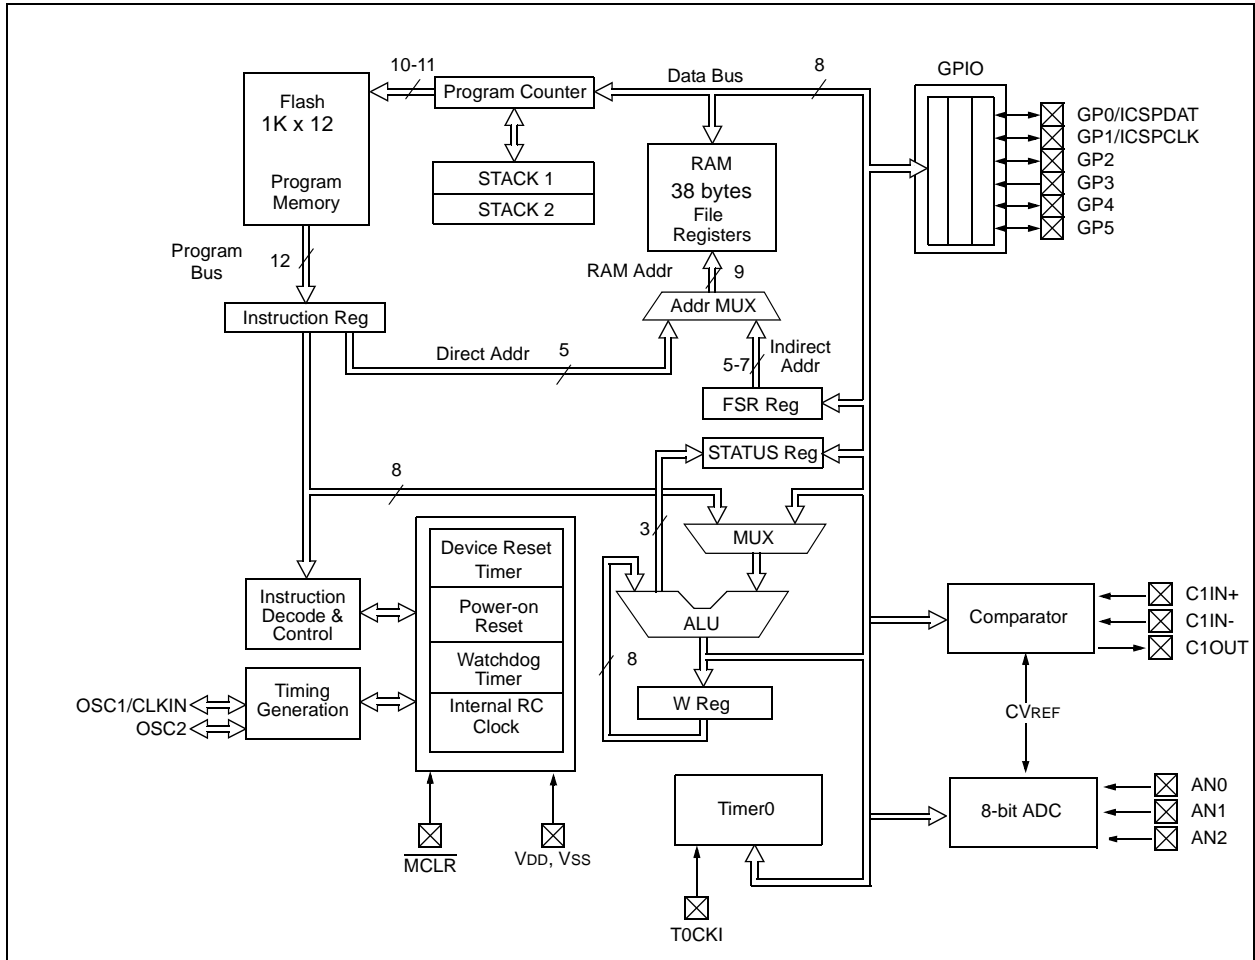 10-11
Data Bus
8
GPIO
Flash
1K x 12
Program
Memory
Program Counter
STACK 1
STACK 2
RAM
38 bytes
File
Registers
GP0/ICSPDAT
GP1/ICSPCLK
GP2
GP3
GP4
GP5
Program
Bus
12
RAM Addr
9
Instruction Reg
Addr MUX
Direct Addr
5
5-7
Indirect
Addr
FSR Reg
STATUS Reg
8
3
MUX
Device Reset
Timer
Power-on
Reset
Watchdog
Timer
Internal RC
Clock
Instruction
Decode &
Control
ALU
8
Comparator
C1IN+
C1IN-
C1OUT
OSC1/CLKIN
OSC2
Timing
Generation
W Reg
CVREF
Timer0
8-bit ADC
AN0
AN1
AN2
MCLR
VDD, VSS
T0CKI